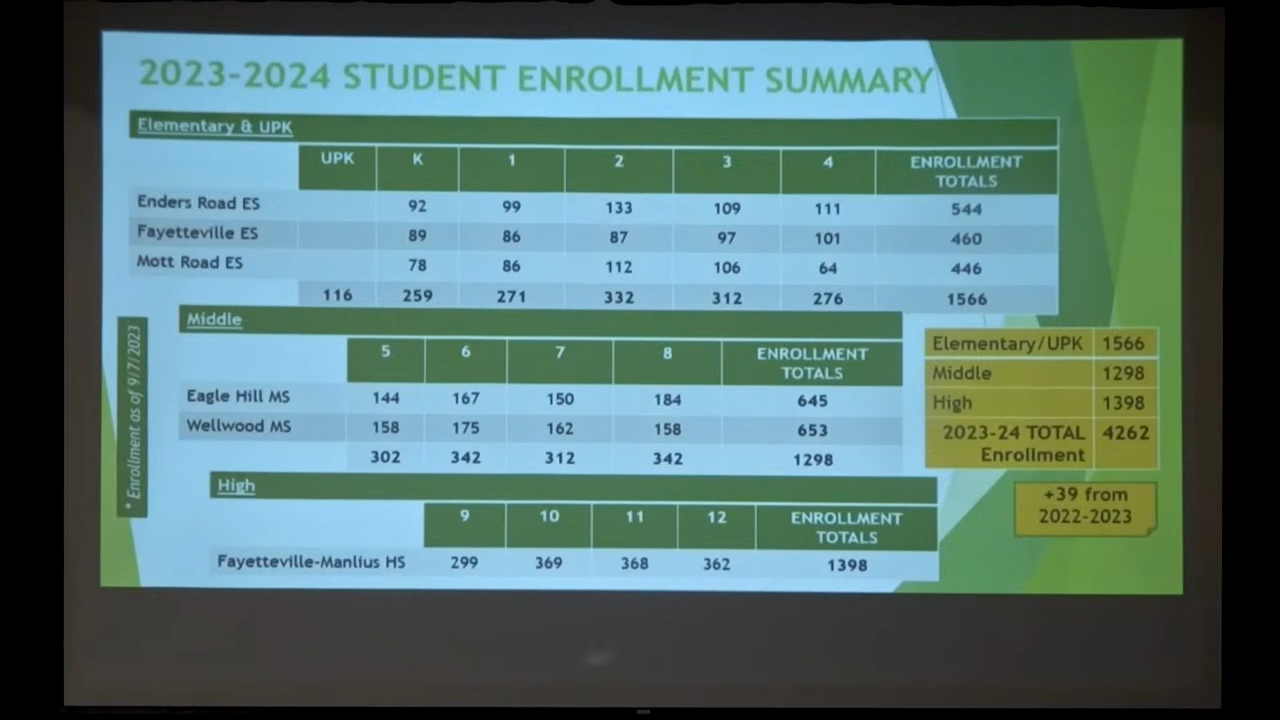 2023-2024 STUDENT ENROLLMENT SUMMARY
Elementary & UPK
UPK K 1 2 3 4 ENROLLMENT
TOTALS
Enders Road ES 92 99 133 109 111 544
Fayetteville ES 89 86 87 97 101 460
Mott Road ES 78 86 112 106 64 446
116 259 271 332 312 276 1566
Middle
5 6 7 8 ENROLLMENT
TOTALS
Eagle Hill MS 144 167 150 184 645
Wellwood MS 158 175 162 158 653
302 342 312 342 1298
High
9 10 11 12 ENROLLMENT
TOTALS
Fayetteville-Manlius HS 299 369 368 362 1398
* Enrollment as of 9/7/2023
Elementary/UPK 1566
Middle 1298
High 1398
2023-24 TOTAL 4262
Enrollment
+39 from
2022-2023